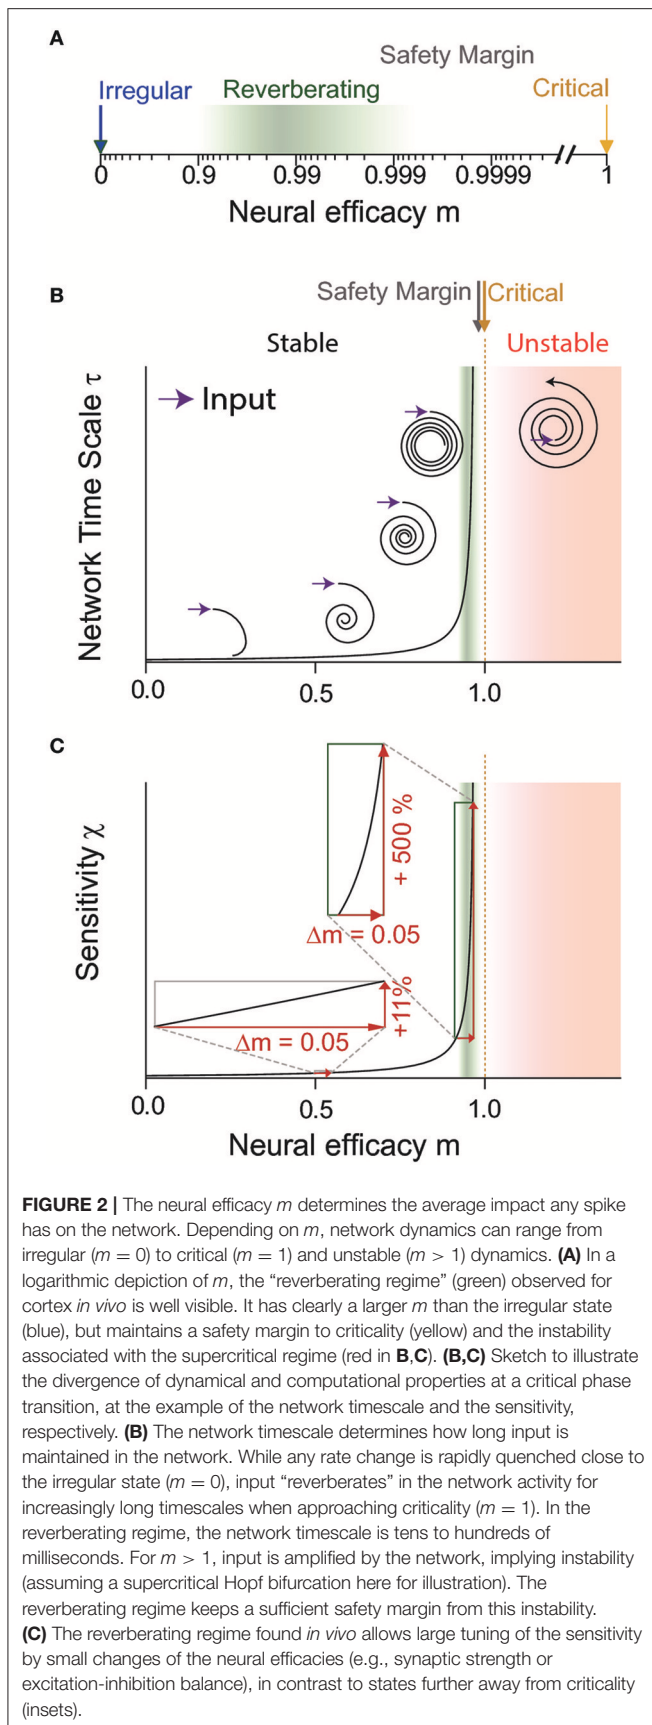 A
Safety Margin
Irregular
Reverberating
Critical
0
0.9
0.99
0.999
0.9999
1
Neural efficacy m
B
Safety Margin
Critical
Stable
Unstable
Input
Network Time Scale τ
0.0
0.5
1.0
C
+ 500 %
Δm = 0.05
Sensitivity χ
+11%
Δm = 0.05
0.0
0.5
1.0
Neural efficacy m
FIGURE 2 | The neural efficacy m determines the average impact any spike
has on the network. Depending on m, network dynamics can range from
irregular (m = 0) to critical (m = 1) and unstable (m > 1) dynamics. (A) In a
logarithmic depiction of m, the “reverberating regime” (green) observed for
cortex in vivo is well visible. It has clearly a larger m than the irregular state
(blue), but maintains a safety margin to criticality (yellow) and the instability
associated with the supercritical regime (red in B,C). (B,C) Sketch to illustrate
the divergence of dynamical and computational properties at a critical phase
transition, at the example of the network timescale and the sensitivity,
respectively. (B) The network timescale determines how long input is
maintained in the network. While any rate change is rapidly quenched close to
the irregular state (m = 0), input “reverberates” in the network activity for
increasingly long timescales when approaching criticality (m = 1). In the
reverberating regime, the network timescale is tens to hundreds of
milliseconds. For m > 1, input is amplified by the network, implying instability
(assuming a supercritical Hopf bifurcation here for illustration). The
reverberating regime keeps a sufficient safety margin from this instability.
(C) The reverberating regime found in vivo allows large tuning of the sensitivity
by small changes of the neural efficacies (e.g., synaptic strength or
excitation-inhibition balance), in contrast to states further away from criticality
(insets).